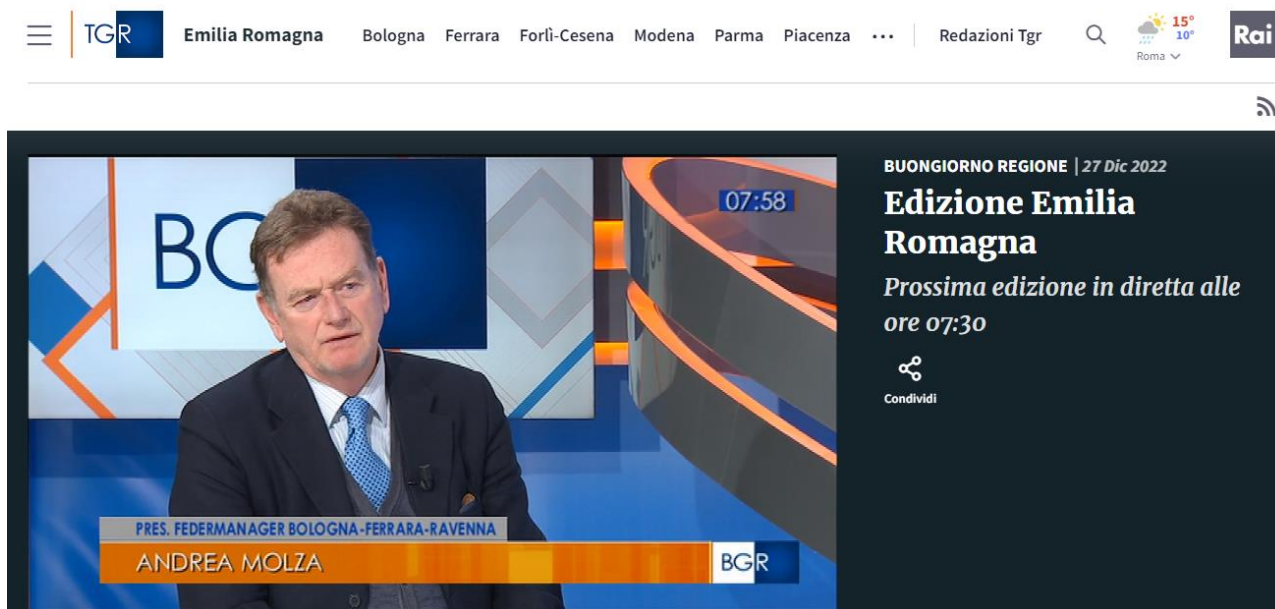 TGR
Emilia Romagna Bologna Ferrara Forlì-Cesena Modena Parma Piacenza ... Redazioni Tgr
15°
10°
Roma
Rai
BUONGIORNO REGIONE | 27 Dic 2022
Edizione Emilia
Romagna
Prossima edizione in diretta alle
ore 07:30
Condividi
07:58
BG
PRES. FEDERMANAGER BOLOGNA-FERRARA-RAVENNA
ANDREA MOLZA
BGR